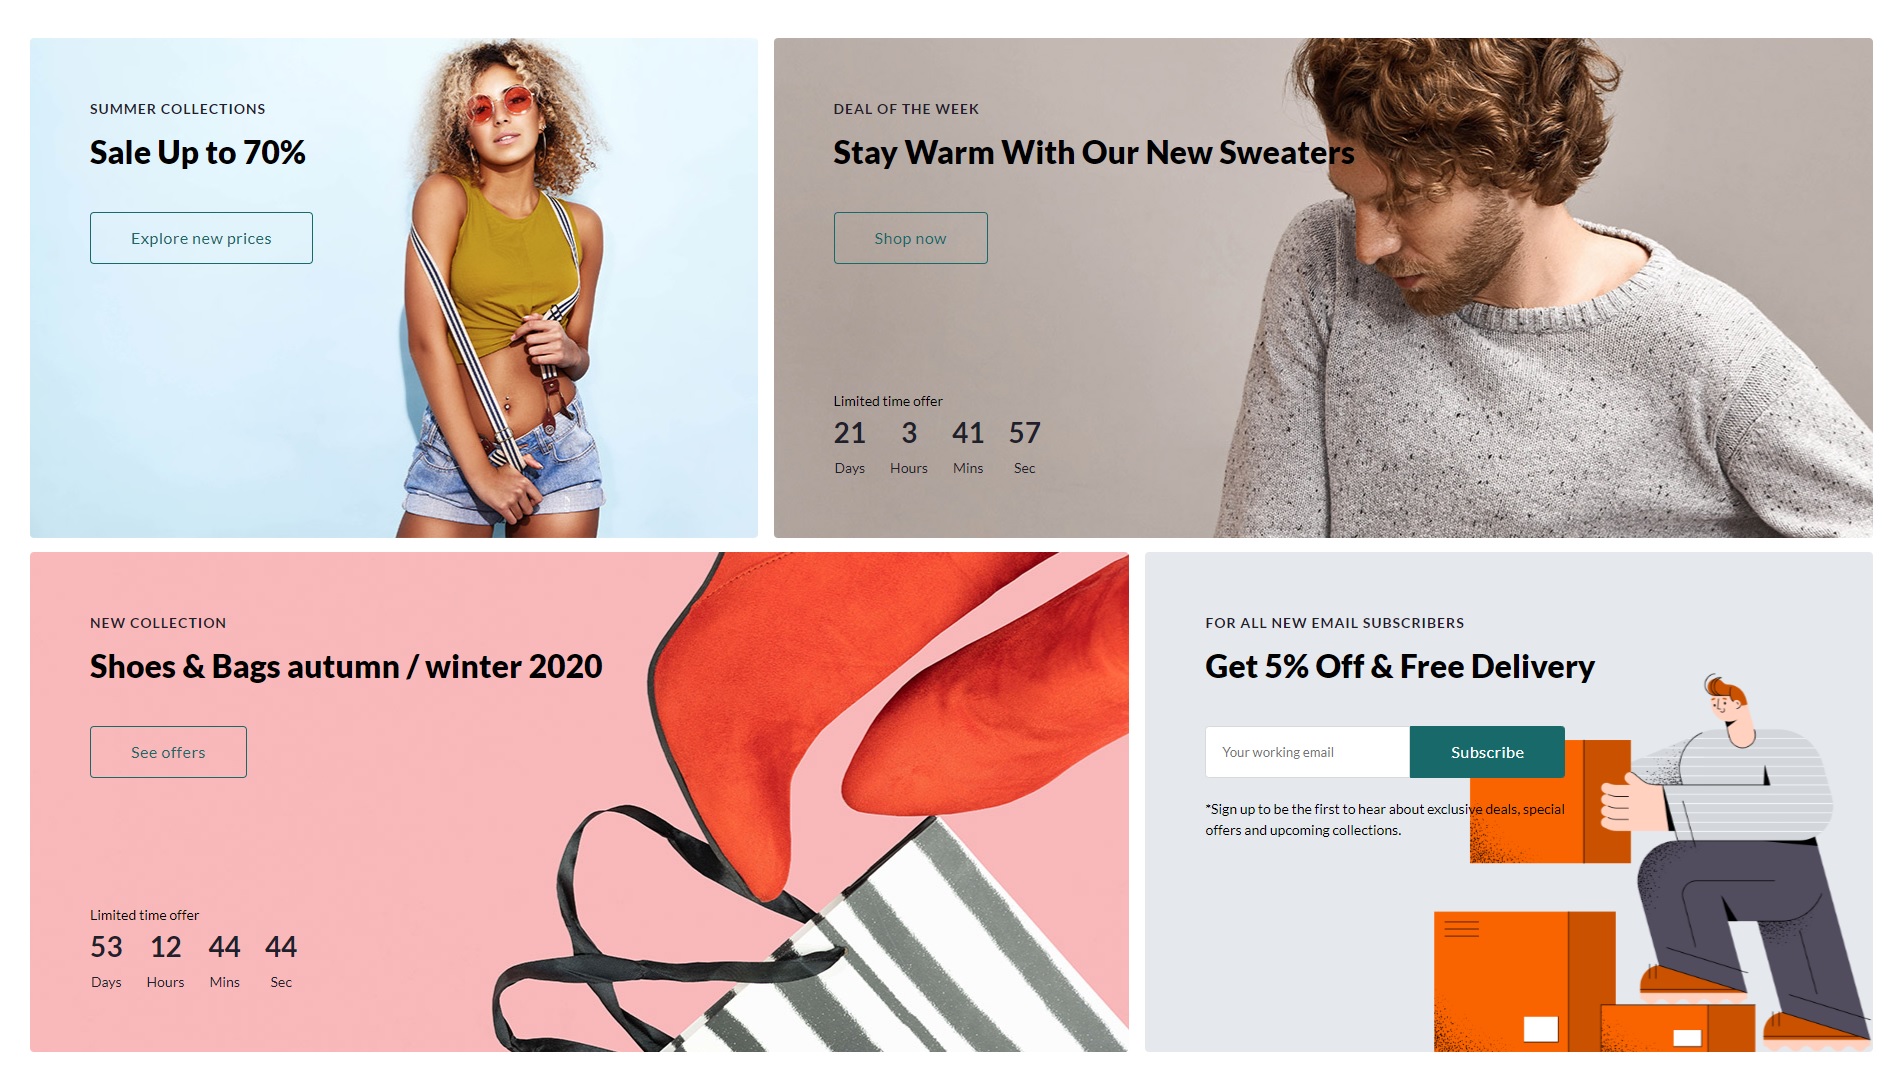 SUMMER COLLECTIONS
Sale Up to 70%
Explore new prices
DEAL OF THE WEEK
Stay Warm With Our New Sweaters
Shop now
Limited time offer
21 3 41 57
Days Hours Mins Sec
NEW COLLECTION
Shoes & Bags autumn / winter 2020
See offers
Limited time offer
53 12 44 44
Days Hours Mins Sec
FOR ALL NEW EMAIL SUBSCRIBERS
Get 5% Off & Free Delivery
Your working email
Subscribe
*Sign up to be the first to hear about exclusive deals, special
offers and upcoming collections.